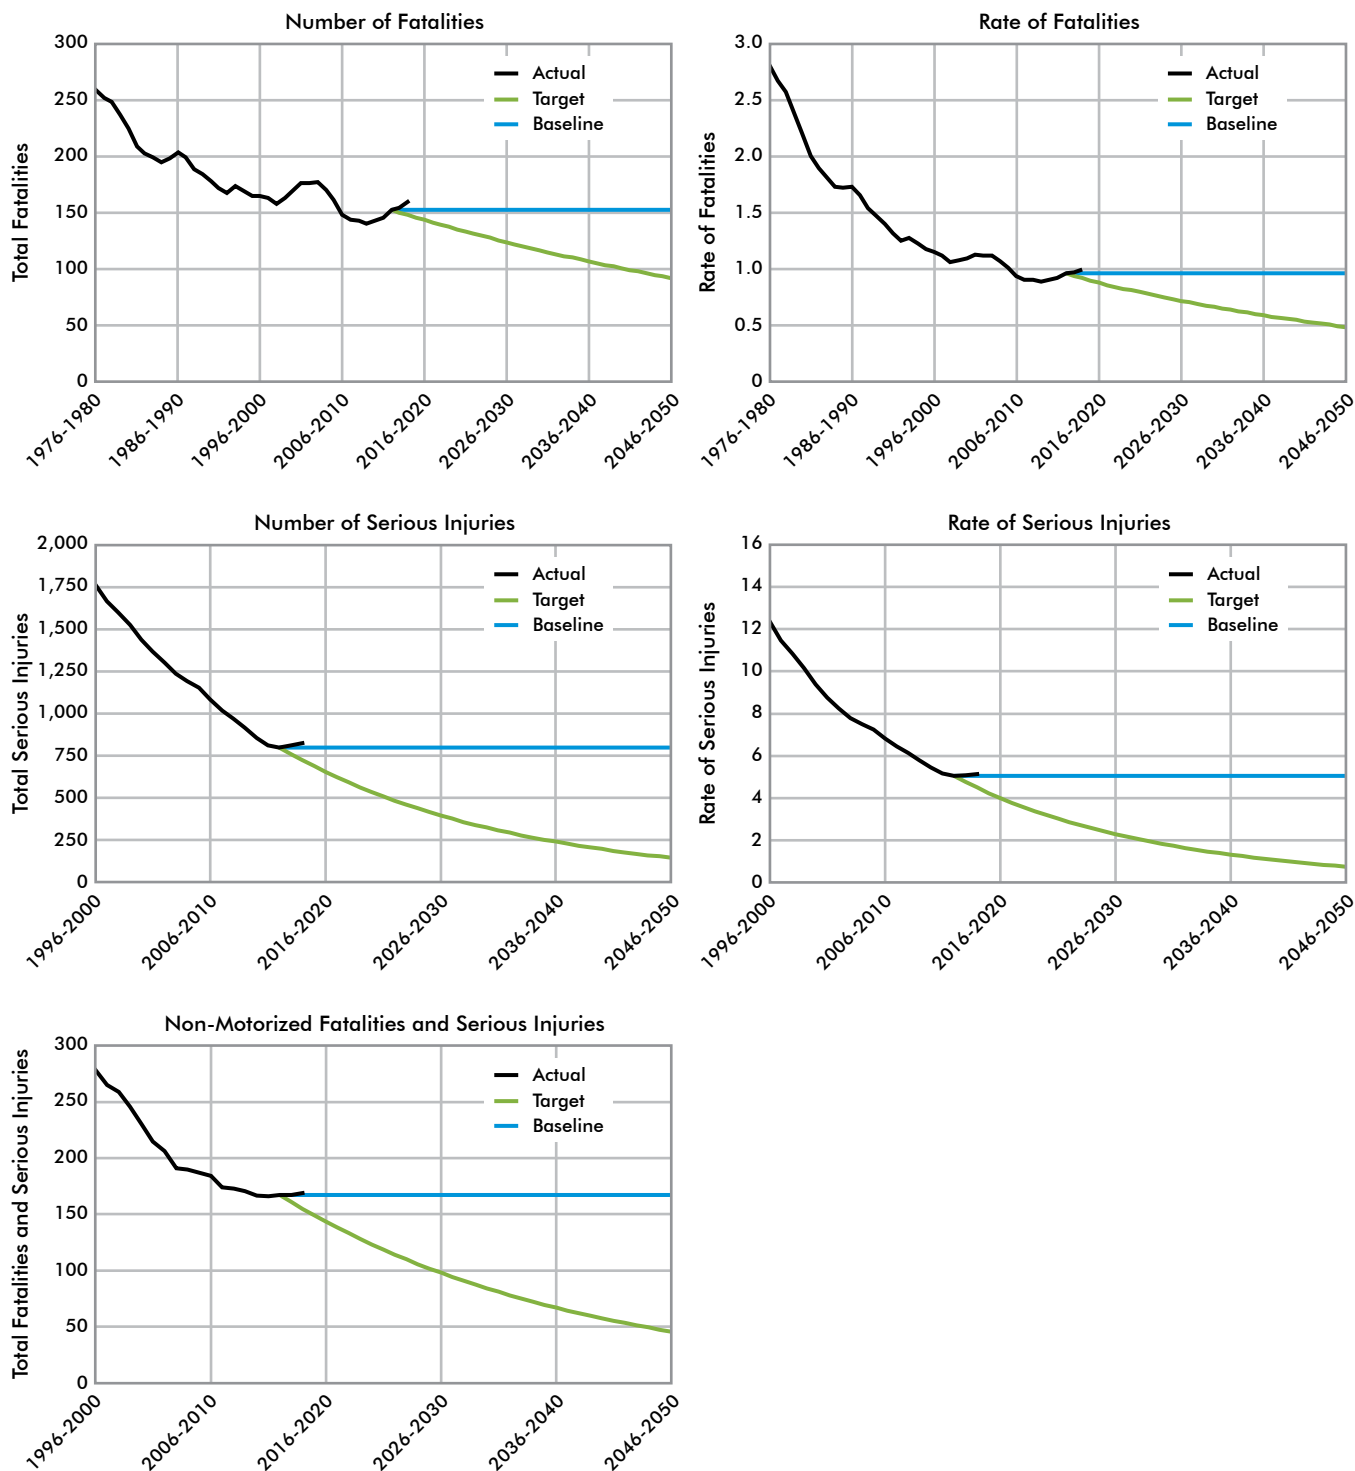 Number of Fatalities
Total Fatalities
300
250
200
150
100
50
0
Actual
Target
Baseline
1976-1980
1986-1990
1996-2000
2006-2010
2016-2020
2026-2030
2036-2040
2046-2050
Rate of Fatalities
Rate of Fatalities
3.0
2.5
2.0
1.5
1.0
0.5
0
Actual
Target
Baseline
1976-1980
1986-1990
1996-2000
2006-2010
2016-2020
2026-2030
2036-2040
2046-2050
Number of Serious Injuries
Total Serious Injuries
2,000
1,750
1,500
1,250
1,000
750
500
250
0
Actual
Target
Baseline
1996-2000
2006-2010
2016-2020
2026-2030
2036-2040
2046-2050
Rate of Serious Injuries
Rate of Serious Injuries
16
14
12
10
8
6
4
2
0
Actual
Target
Baseline
1996-2000
2006-2010
2016-2020
2026-2030
2036-2040
2046-2050
Non-Motorized Fatalities and Serious Injuries
Total Fatalities and Serious Injuries
300
250
200
150
100
50
0
Actual
Target
Baseline
1996-2000
2006-2010
2016-2020
2026-2030
2036-2040
2046-2050